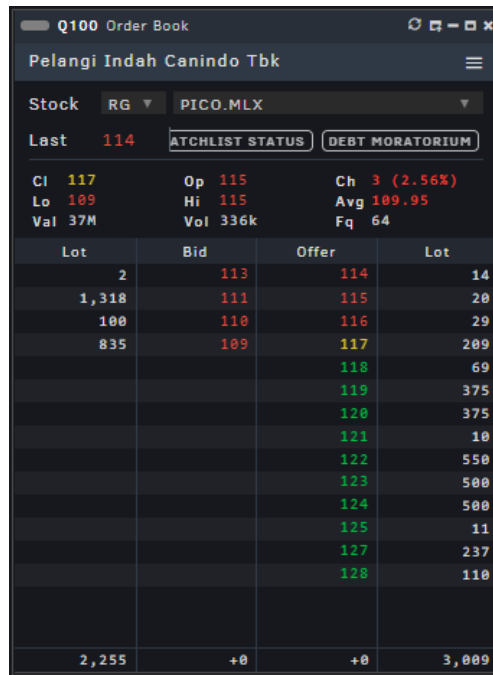 Q100 Order Book
Pelangi Indah Canindo Tbk
Stock RG PICO.MLX
Last 114 ATCHLIST STATUS DEBT MORATORIUM
Cl 117 Op 115 Ch 3 (2.56%)
Lo 109 Hi 115 Avg 109.95
Val 37M Vol 336k Fq 64
Lot Bid Offer Lot
2 113 114 14
1,318 111 115 20
100 110 116 29
835 109 117 209
118 69
119 375
120 375
121 10
122 550
123 500
124 500
125 11
127 237
128 110
2,255 +0 +0 3,009